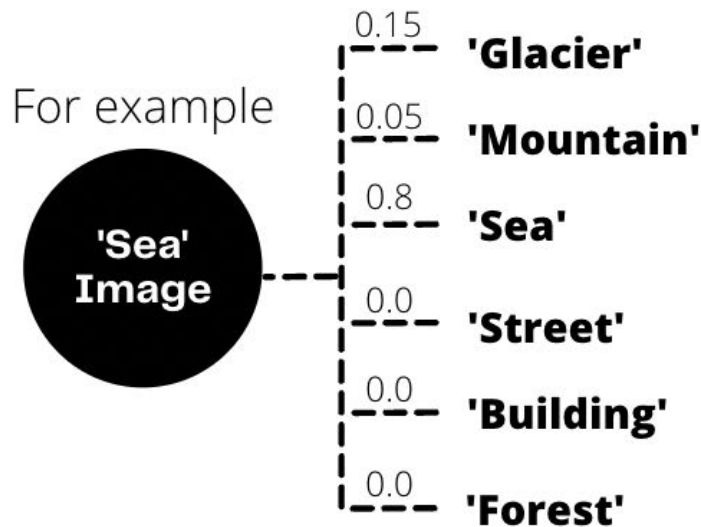 For example
'Sea'
Image
0.15
'Glacier'
0.05
'Mountain'
0.8
'Sea'
0.0
'Street'
0.0
'Building'
0.0
'Forest'